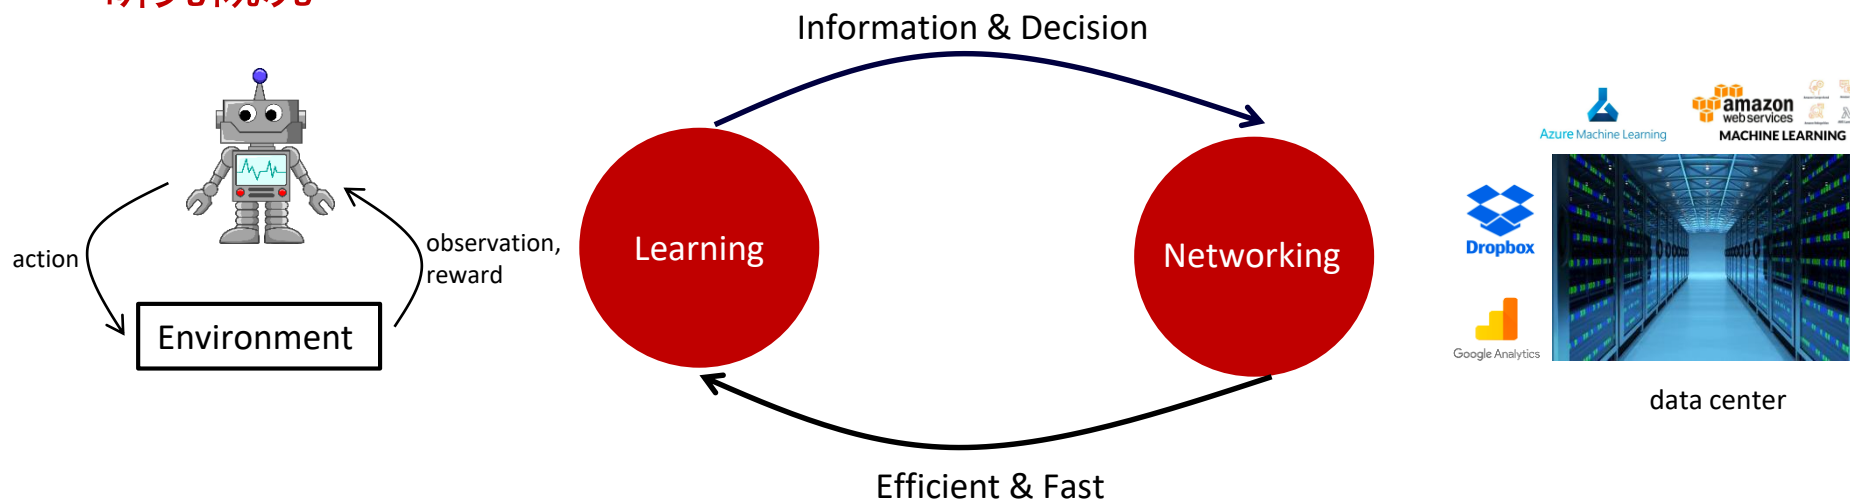 Information & Decision
action
observation,
reward
Environment
Learning
Networking
Efficient & Fast
Azure Machine Learning
amazon
web services
MACHINE LEARNING
Dropbox
Google Analytics
data center